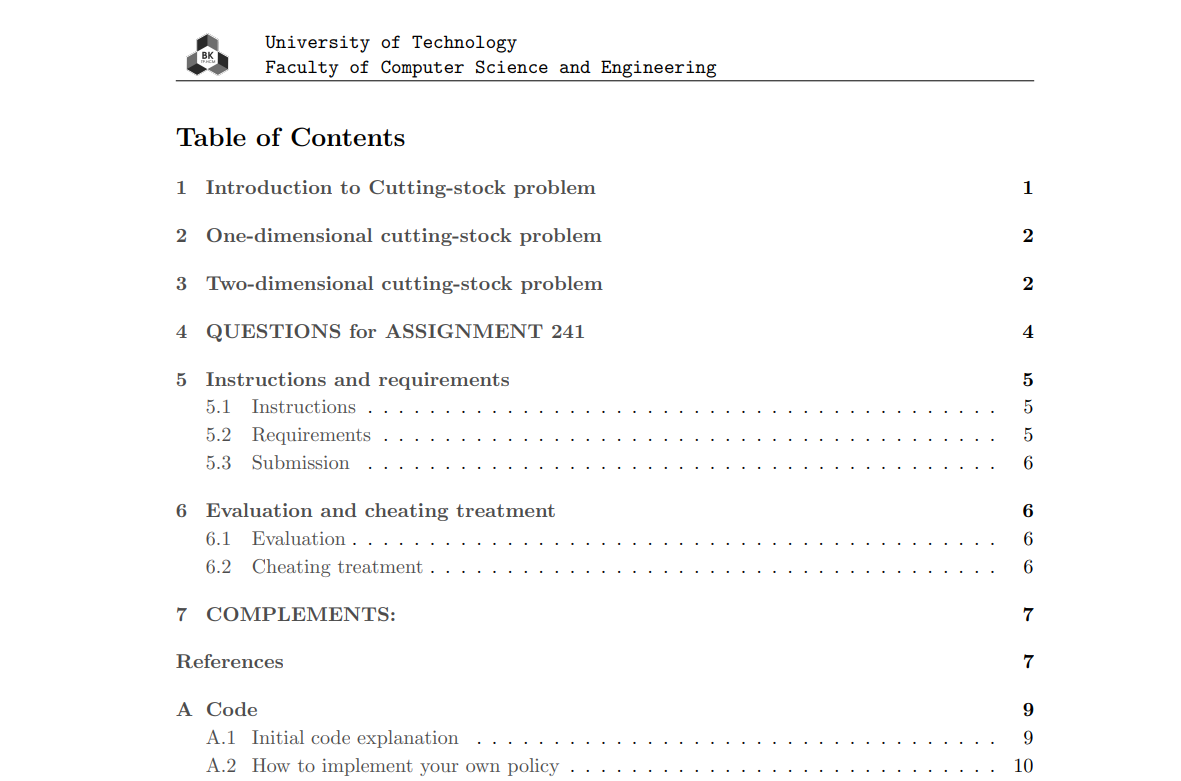 BK
TP.HCM
University of Technology
Faculty of Computer Science and Engineering
Table of Contents
1 Introduction to Cutting-stock problem 1
2 One-dimensional cutting-stock problem 2
3 Two-dimensional cutting-stock problem 2
4 QUESTIONS for ASSIGNMENT 241 4
5 Instructions and requirements 5
5.1 Instructions . . . . . . . . . . . . . . . . . . . . . . . . . . . . . . . . . . . . . . . . . 5
5.2 Requirements . . . . . . . . . . . . . . . . . . . . . . . . . . . . . . . . . . . . . . . . 5
5.3 Submission . . . . . . . . . . . . . . . . . . . . . . . . . . . . . . . . . . . . . . . . . 6
6 Evaluation and cheating treatment 6
6.1 Evaluation . . . . . . . . . . . . . . . . . . . . . . . . . . . . . . . . . . . . . . . . . . 6
6.2 Cheating treatment . . . . . . . . . . . . . . . . . . . . . . . . . . . . . . . . . . . . . 6
7 COMPLEMENTS: 7
References 7
A Code 9
A.1 Initial code explanation . . . . . . . . . . . . . . . . . . . . . . . . . . . . . . . . . . 9
A.2 How to implement your own policy . . . . . . . . . . . . . . . . . . . . . . . . . . . . 10